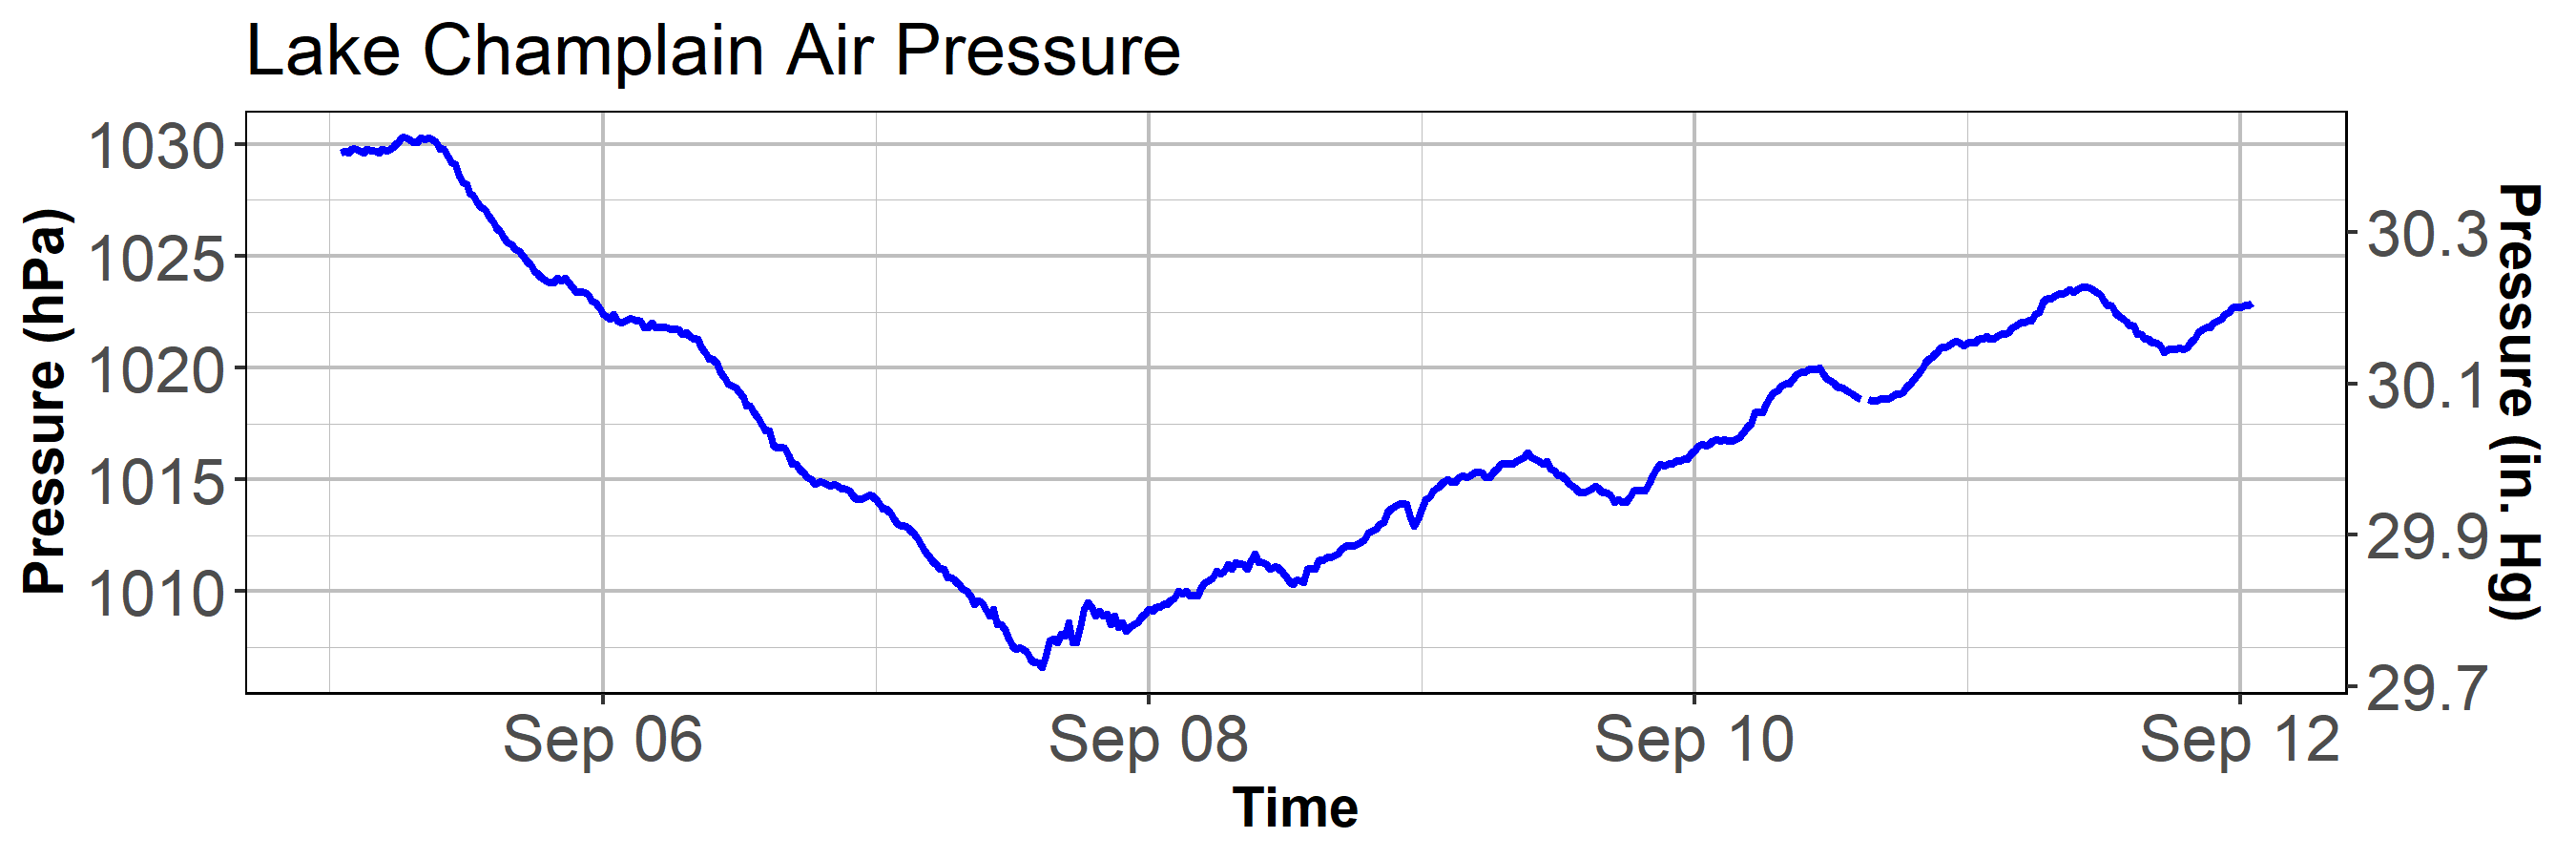 Lake Champlain Air Pressure
Pressure (hPa)
1030
1025
1020
1015
1010
30.3
30.1
29.9
29.7
Pressure (in. Hg)
Sep 06
Sep 08
Sep 10
Sep 12
Time